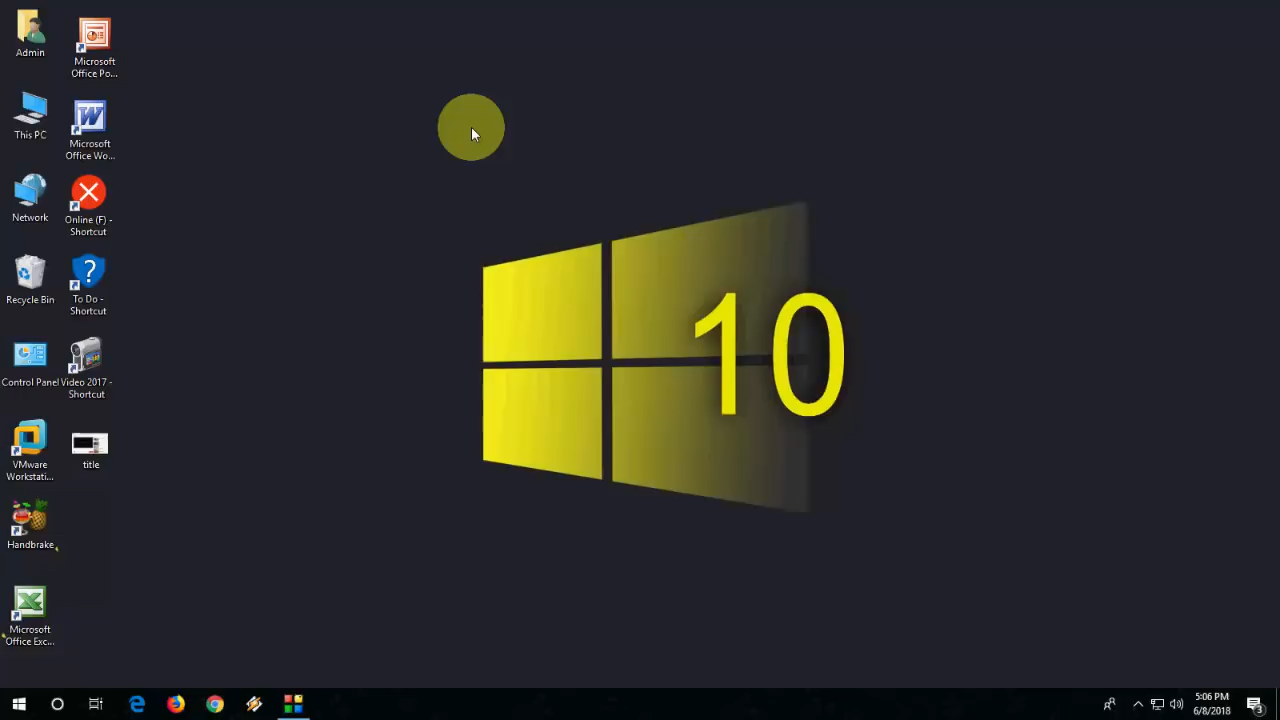 Admin
Microsoft
Office Po...
This PC
Microsoft
Office Wo...
Network
Online (F) -
Shortcut
Recycle Bin
To Do -
Shortcut
Control Panel
Video 2017 -
Shortcut
VMware
Workstati...
title
Handbrake
Microsoft
Office Exc...
10
5:06 PM
6/8/2018
3